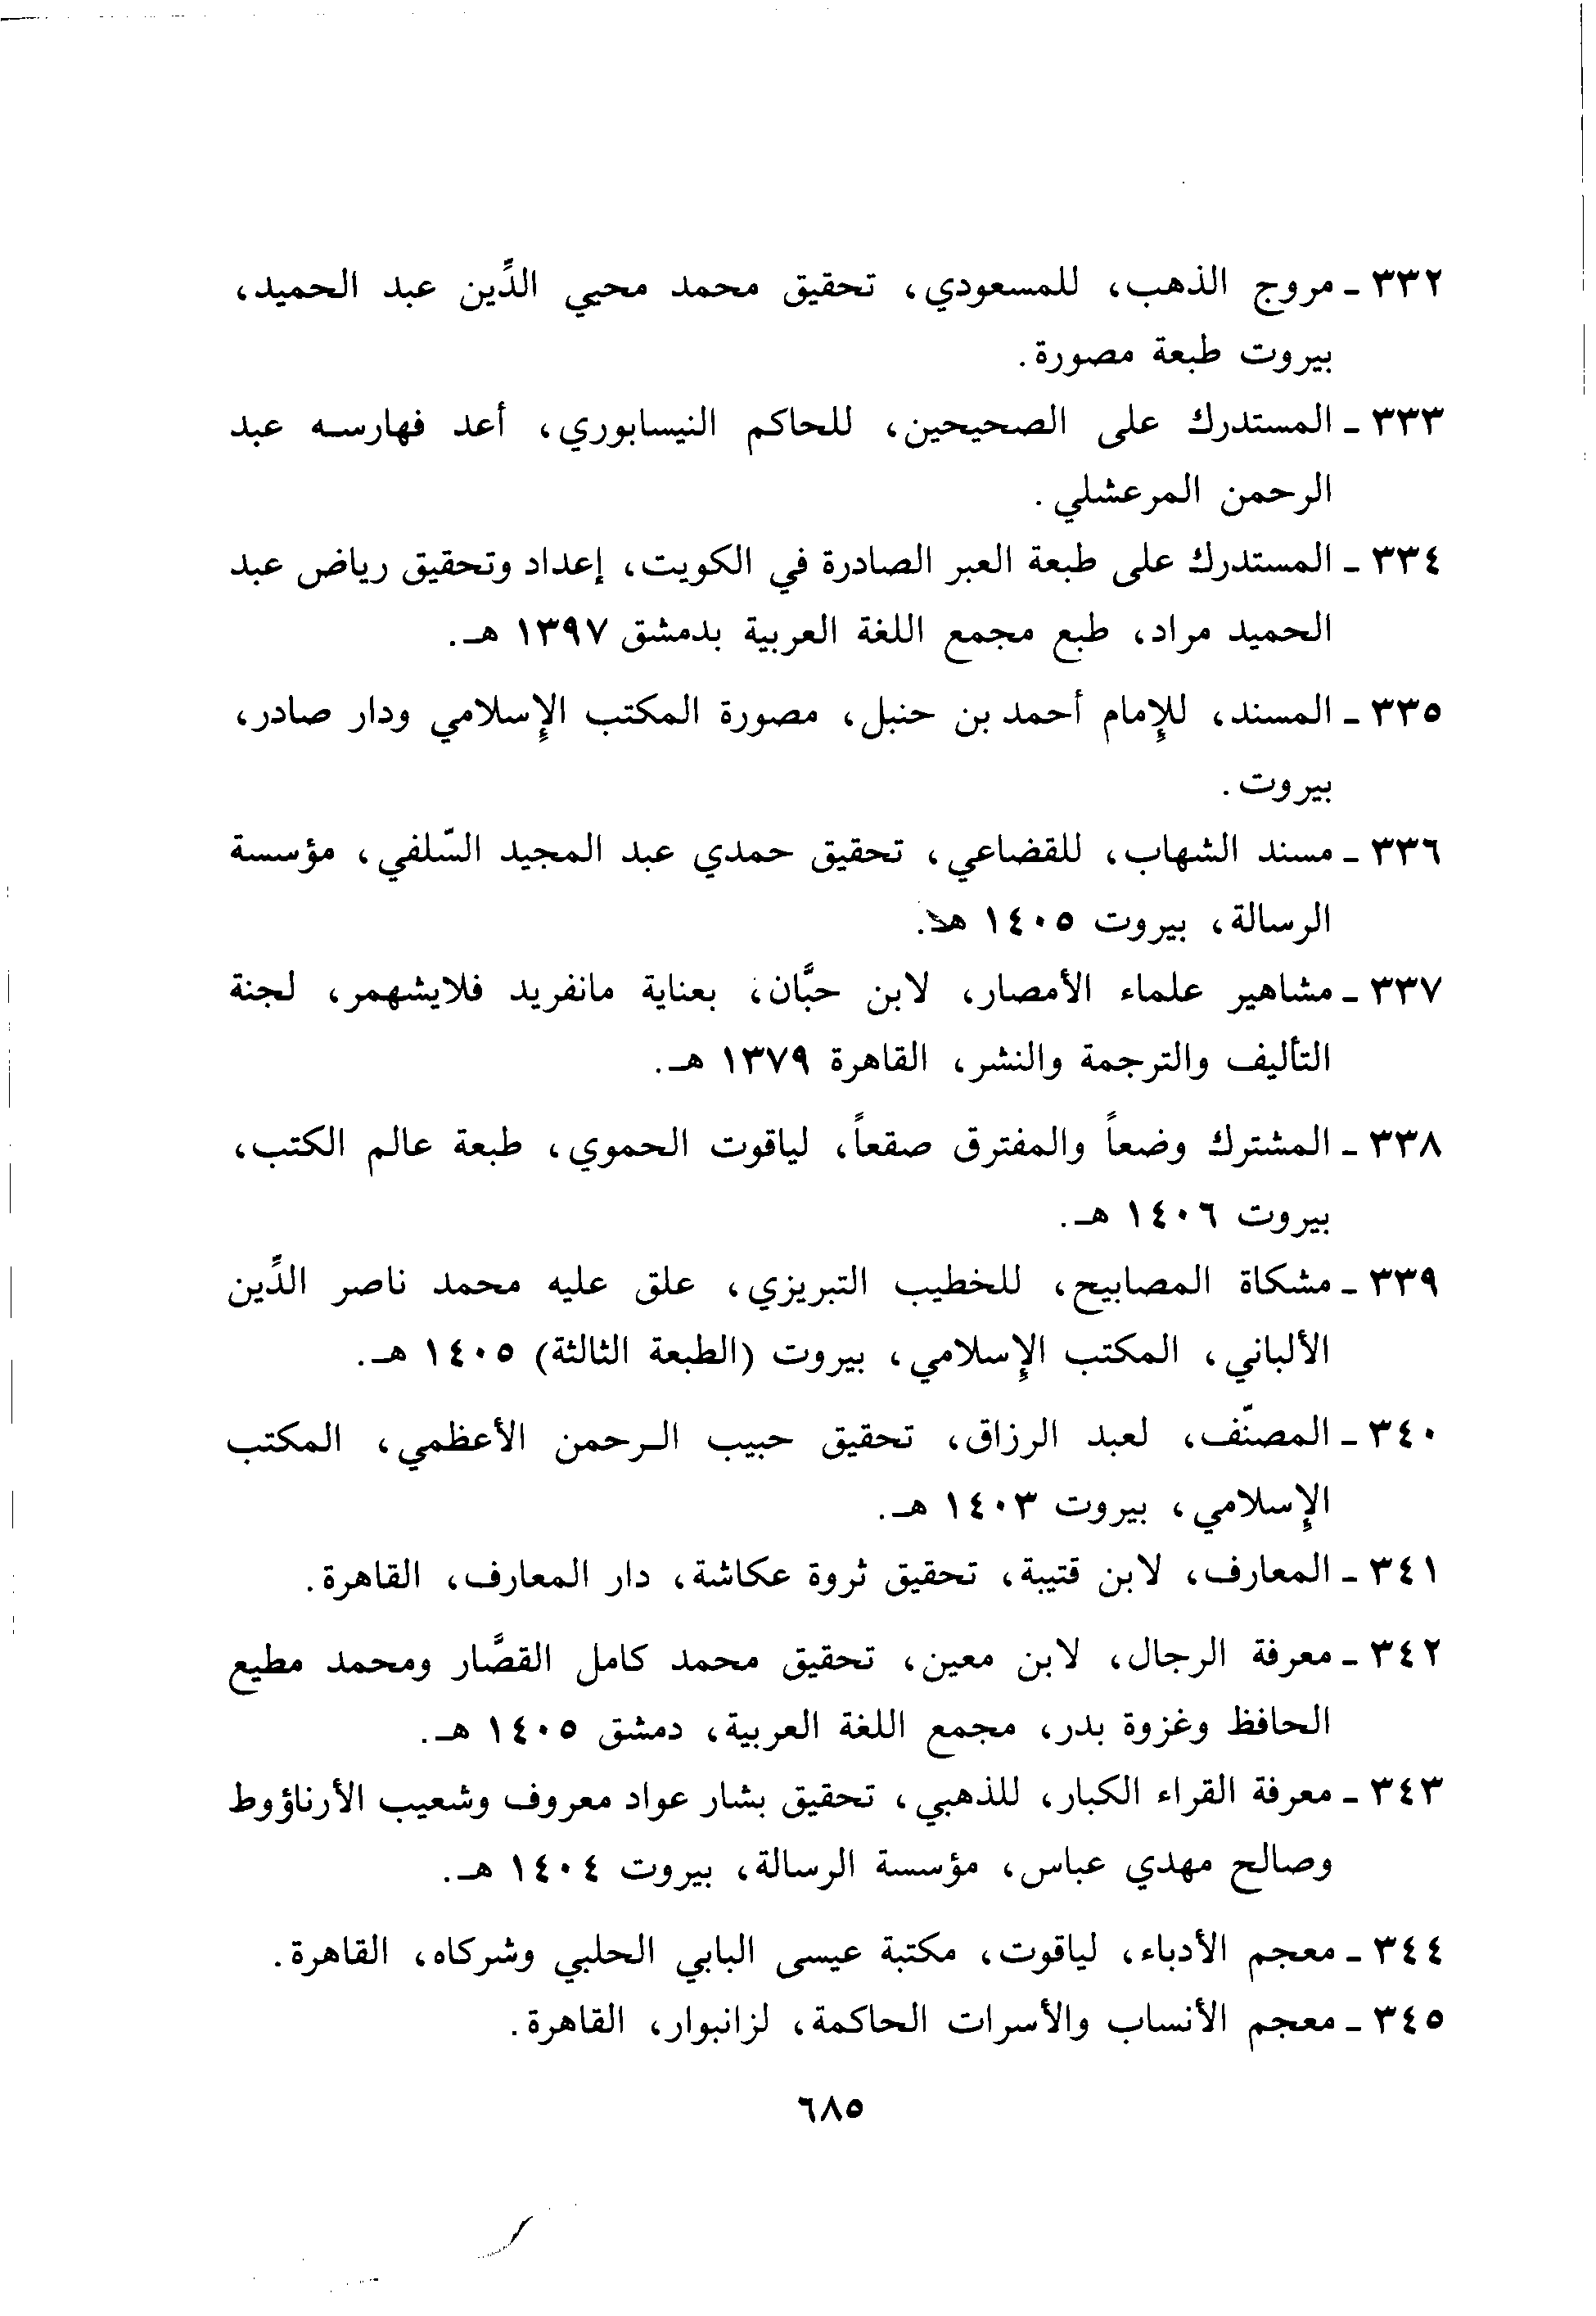 ٣٣٢ ـ مروج الذهب، للمسعودي، تحقيق محمد محيي الدِّين عبد الحميد،
بيروت طبعة مصورة.
٣٣٣ ـ المستدرك على الصحيحين، للحاكم النيسابوري، أعد فهارسه عبد
الرحمن المرعشلي.
٣٣٤ ـ المستدرك على طبعة العبر الصادرة في الكويت، إعداد وتحقيق رياض عبد
الحميد مراد، طبع مجمع اللغة العربية بدمشق ١٣٩٧ هـ.
٣٣٥ ـ المسند، للإمام أحمد بن حنبل، مصورة المكتب الإسلامي ودار صادر،
بيروت.
٣٣٦ ـ مسند الشهاب، للقضاعي، تحقيق حمدي عبد المجيد السّلفي، مؤسسة
الرسالة، بيروت ١٤٠٥ هـ.
٣٣٧ ـ مشاهير علماء الأمصار، لابن حبَّان، بعناية مانفريد فلايشهمر، لجنة
التأليف والترجمة والنشر، القاهرة ١٣٧٩ هـ.
٣٣٨ ـ المشترك وضعاً والمفترق صقعاً، لياقوت الحموي، طبعة عالم الكتب،
بيروت ١٤٠٦ هـ.
٣٣٩ ـ مشكاة المصابيح، للخطيب التبريزي، علق عليه محمد ناصر الدِّين
الألباني، المكتب الإسلامي، بيروت (الطبعة الثالثة) ١٤٠٥ هـ.
٣٤٠ ـ المصنّف، لعبد الرزاق، تحقيق حبيب الـرحمن الأعظمي، المكتب
الإسلامي، بيروت ١٤٠٣ هـ.
٣٤١ ـ المعارف، لابن قتيبة، تحقيق ثروة عكاشة، دار المعارف، القاهرة.
٣٤٢ ـ معرفة الرجال، لابن معين، تحقيق محمد كامل القصَّار ومحمد مطيع
الحافظ وغزوة بدر، مجمع اللغة العربية، دمشق ١٤٠٥ هـ.
٣٤٣ ـ معرفة القراء الكبار، للذهبي، تحقيق بشار عواد معروف وشعيب الأرناؤوط
وصالح مهدي عباس، مؤسسة الرسالة، بيروت ١٤٠٤ هـ.
٣٤٤ ـ معجم الأدباء، لياقوت، مكتبة عيسى البابي الحلبي وشركاه، القاهرة.
٣٤٥ ـ معجم الأنساب والأسرات الحاكمة، لزانبوار، القاهرة.
٦٨٥